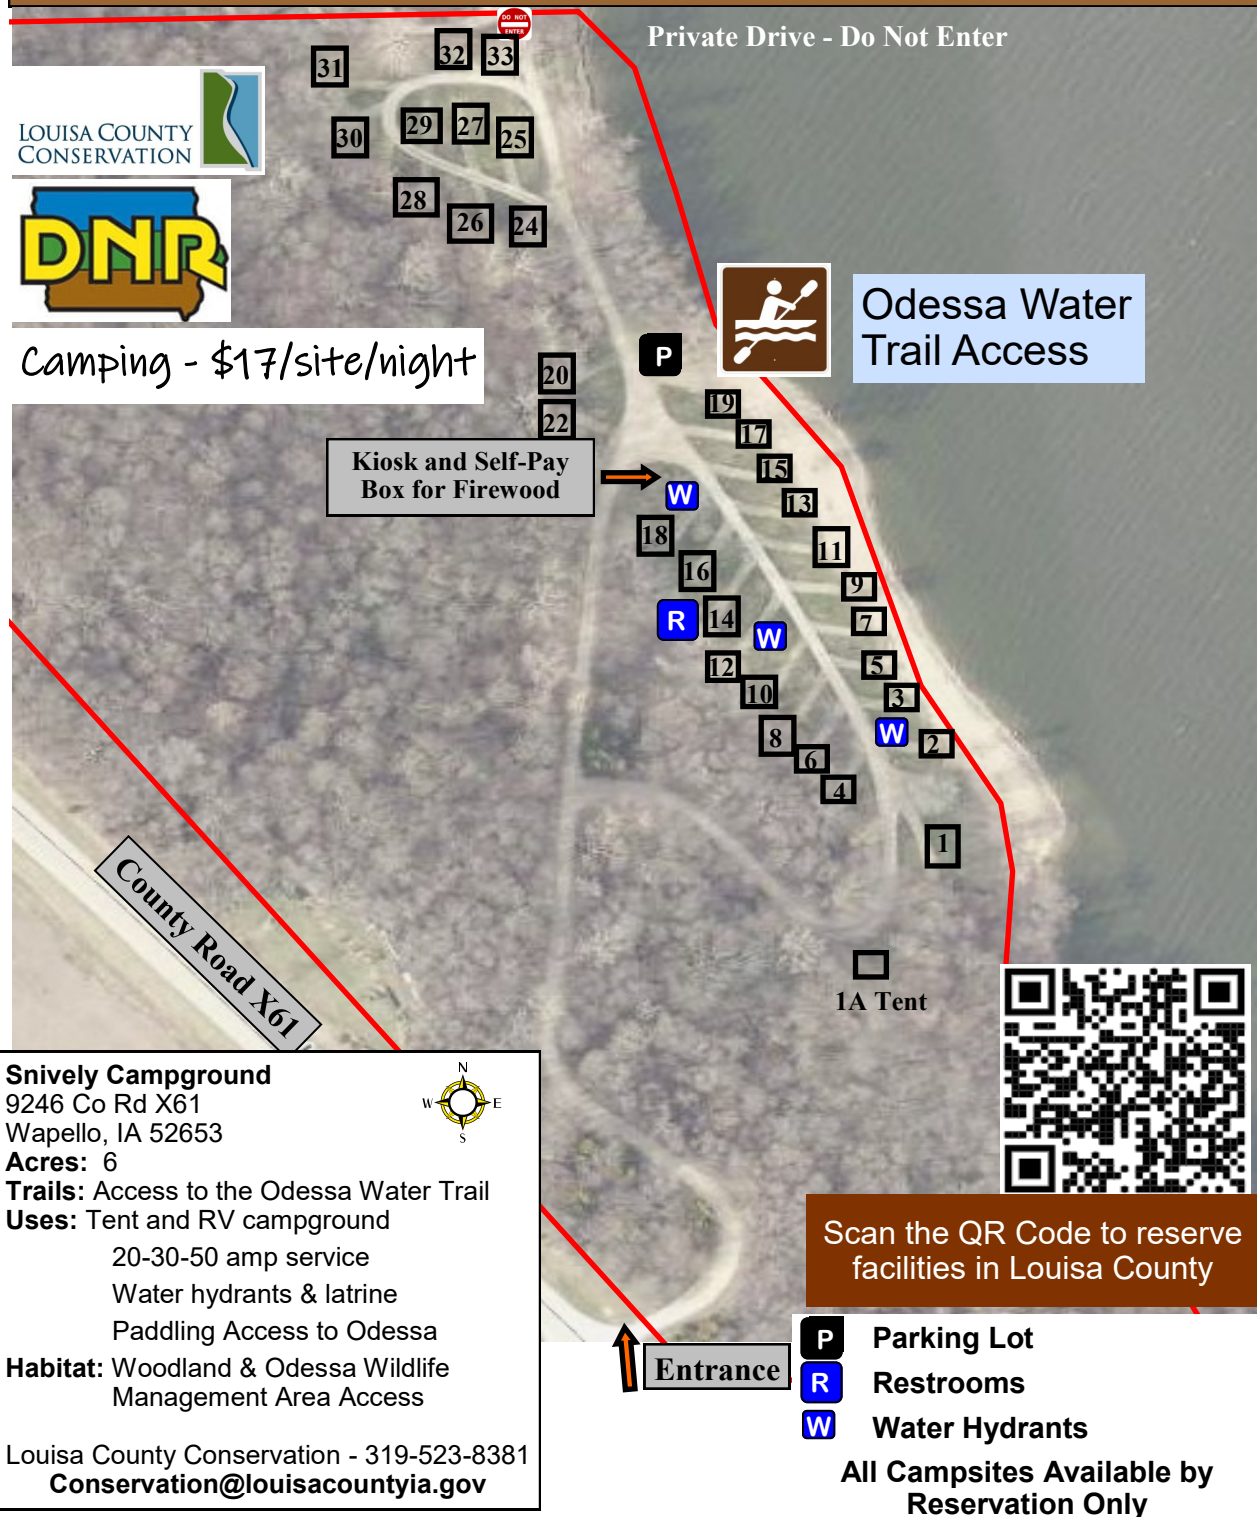 DO NOT
ENTER
Private Drive - Do Not Enter
31
32
33
30
29
27
25
28
26
24
LOUISA COUNTY
CONSERVATION
DNR
Camping - $17/site/night
P
Odessa Water
Trail Access
20
22
19
17
15
13
11
9
7
5
3
2
1
Kiosk and Self-Pay
Box for Firewood
W
18
16
R
14
W
12
10
8
6
4
W
1A Tent
County Road X61
Snively Campground
9246 Co Rd X61
Wapello, IA 52653
Acres: 6
Trails: Access to the Odessa Water Trail
Uses: Tent and RV campground
20-30-50 amp service
Water hydrants & latrine
Paddling Access to Odessa
Habitat: Woodland & Odessa Wildlife
Management Area Access
Louisa County Conservation - 319-523-8381
Conservation@louisacountyia.gov
N
W E
S
Entrance
Scan the QR Code to reserve
facilities in Louisa County
P Parking Lot
R Restrooms
W Water Hydrants
All Campsites Available by
Reservation Only